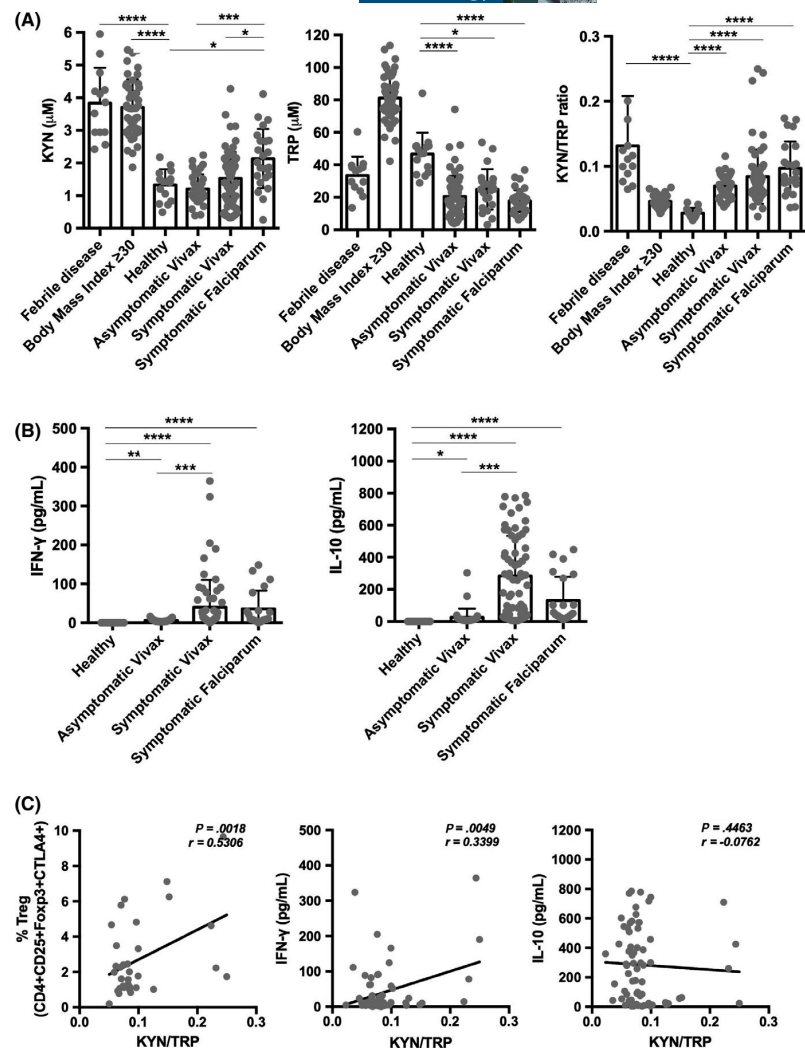 (A)
**** ***
**** *
*
KYN (μM)
6
5
4
3
2
1
0
Febrile disease
Body Mass Index ≥30
Healthy
Asymptomatic Vivax
Symptomatic Vivax
Symptomatic Falciparum
****
*
****
TRP (μM)
120
100
80
60
40
20
0
Febrile disease
Body Mass Index ≥30
Healthy
Asymptomatic Vivax
Symptomatic Vivax
Symptomatic Falciparum
****
****
****
****
KYN/TRP ratio
0.3
0.2
0.1
0.0
Febrile disease
Body Mass Index ≥30
Healthy
Asymptomatic Vivax
Symptomatic Vivax
Symptomatic Falciparum
(B)
****
****
**
***
IFN-γ (pg/mL)
500
400
300
200
100
0
Healthy
Asymptomatic Vivax
Symptomatic Vivax
Symptomatic Falciparum
****
****
*
***
IL-10 (pg/mL)
1200
1000
800
600
400
200
0
Healthy
Asymptomatic Vivax
Symptomatic Vivax
Symptomatic Falciparum
(C)
P = .0018
r = 0.5306
% Treg
(CD4+CD25+Foxp3+CTLA4+)
10
8
6
4
2
0
0.0 0.1 0.2 0.3
KYN/TRP
P = .0049
r = 0.3399
IFN-γ (pg/mL)
500
400
300
200
100
0
0.0 0.1 0.2 0.3
KYN/TRP
P = .4463
r = -0.0762
IL-10 (pg/mL)
1200
1000
800
600
400
200
0
0.0 0.1 0.2 0.3
KYN/TRP